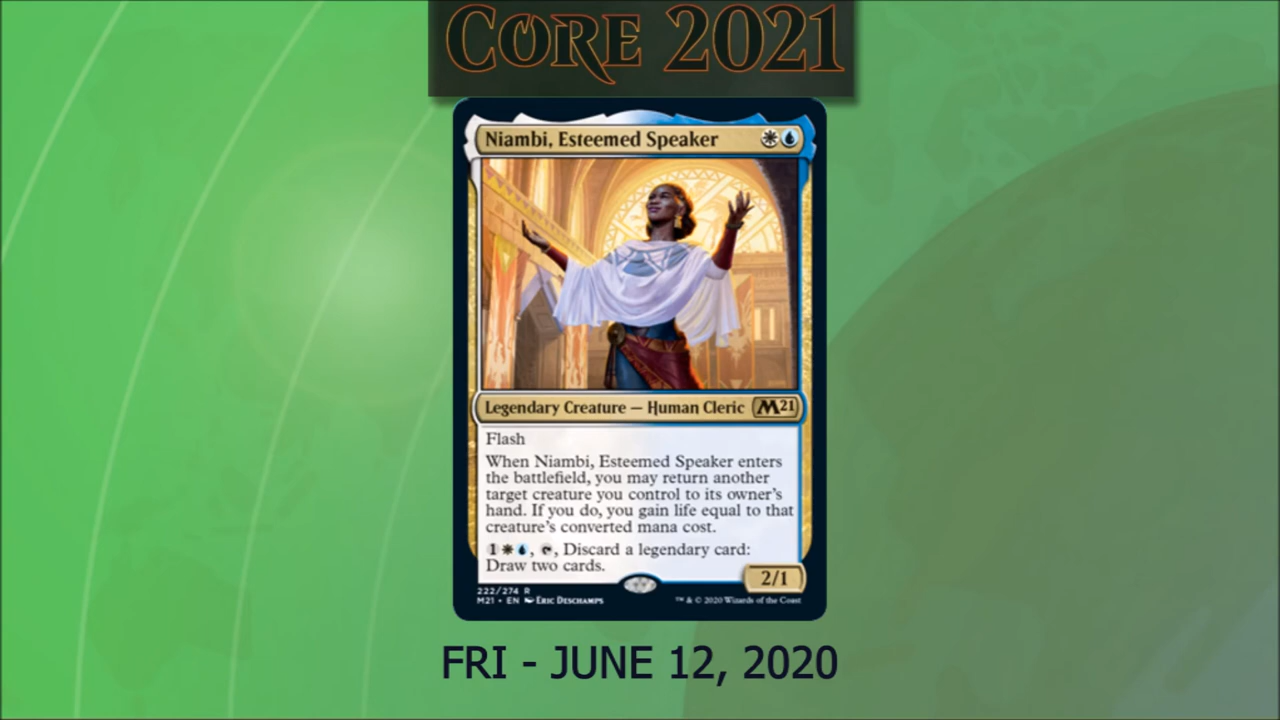 CORE 2021
Niambi, Esteemed Speaker
Legendary Creature — Human Cleric M21
Flash
When Niambi, Esteemed Speaker enters
the battlefield, you may return another
target creature you control to its owner's
hand. If you do, you gain life equal to that
creature's converted mana cost.
1 , , Discard a legendary card:
Draw two cards.
2/1
222/274 R
M21 • EN ERIC DESCHAMPS
™ & © 2020 Wizards of the Coast
FRI - JUNE 12, 2020